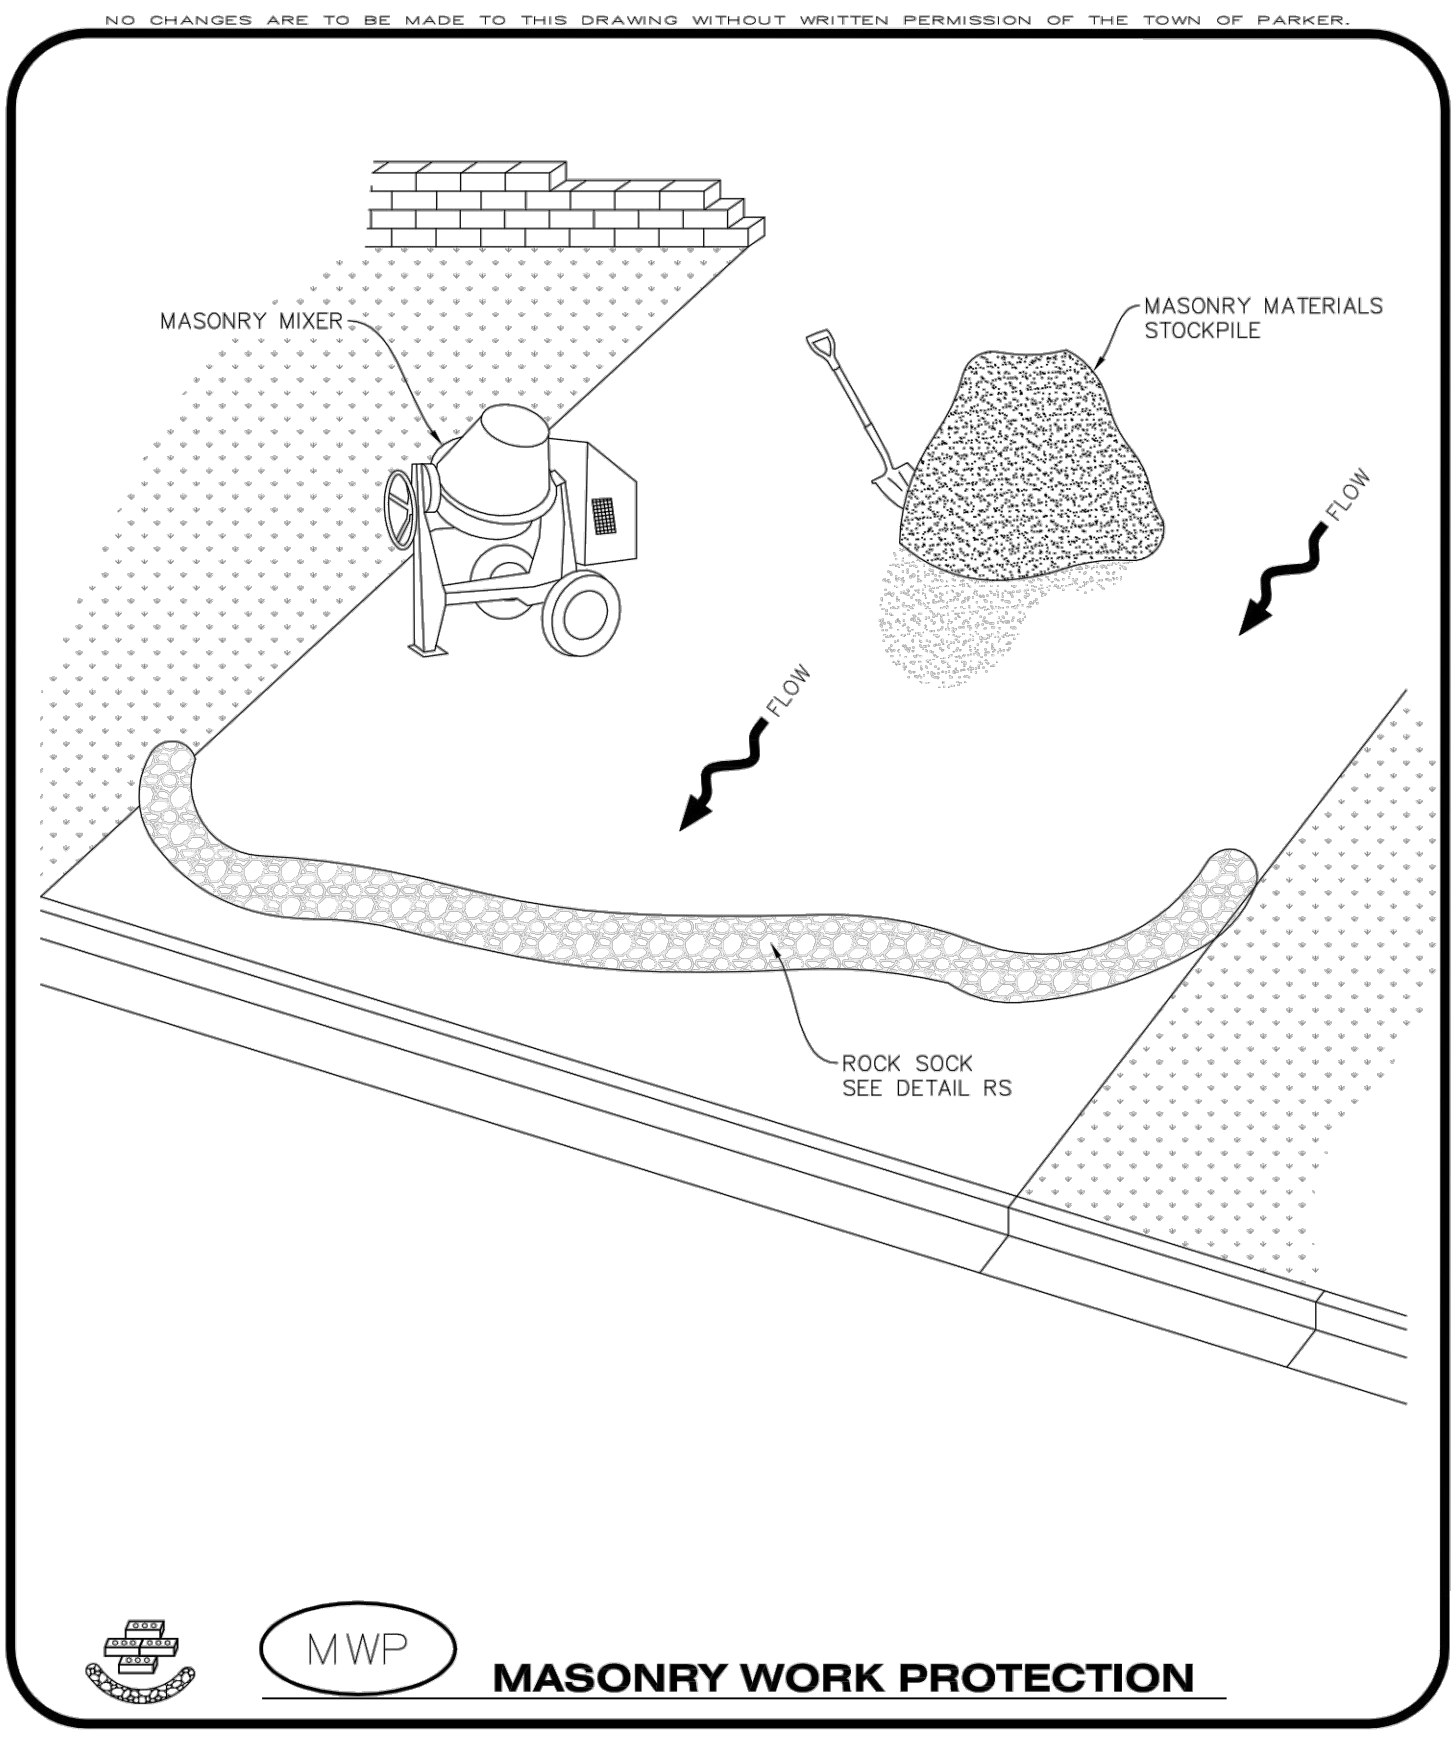 NO CHANGES ARE TO BE MADE TO THIS DRAWING WITHOUT WRITTEN PERMISSION OF THE TOWN OF PARKER.
MASONRY MATERIALS
STOCKPILE
MASONRY MIXER
FLOW
FLOW
ROCK SOCK
SEE DETAIL RS
MWP
MASONRY WORK PROTECTION